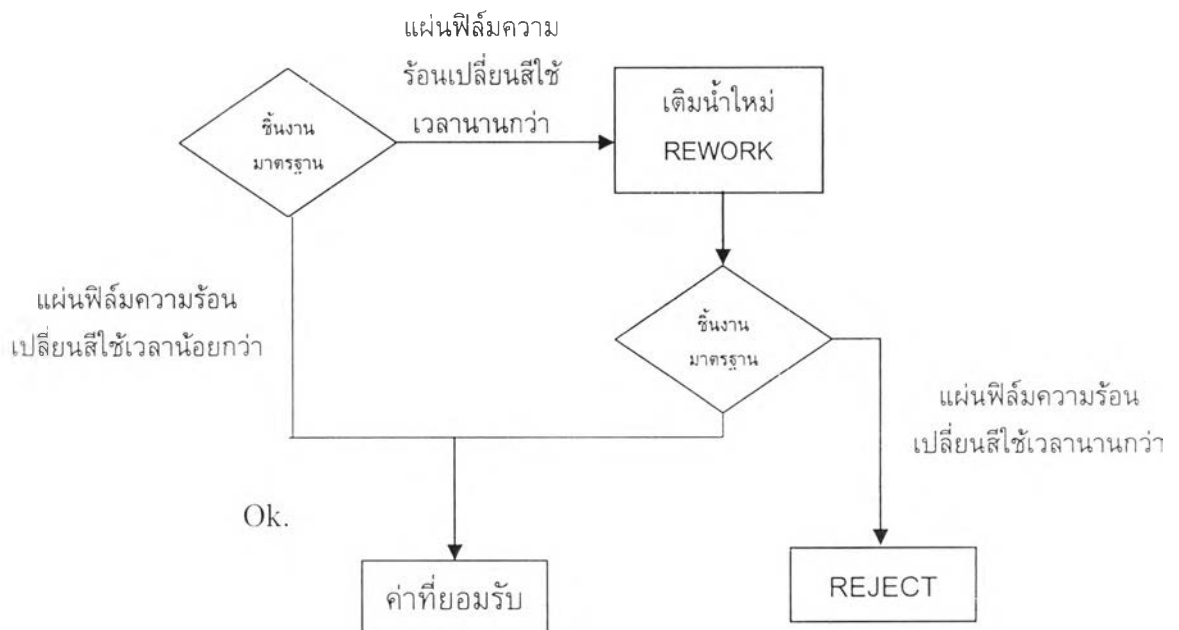 แผ่นฟิล์มความ
ร้อนเปลี่ยนสีใช้
เวลานานกว่า
ชิ้นงาน
มาตรฐาน
เติมน้ำใหม่
REWORK
แผ่นฟิล์มความร้อน
เปลี่ยนสีใช้เวลาน้อยกว่า
ชิ้นงาน
มาตรฐาน
แผ่นฟิล์มความร้อน
เปลี่ยนสีใช้เวลานานกว่า
Ok.
ค่าที่ยอมรับ
REJECT